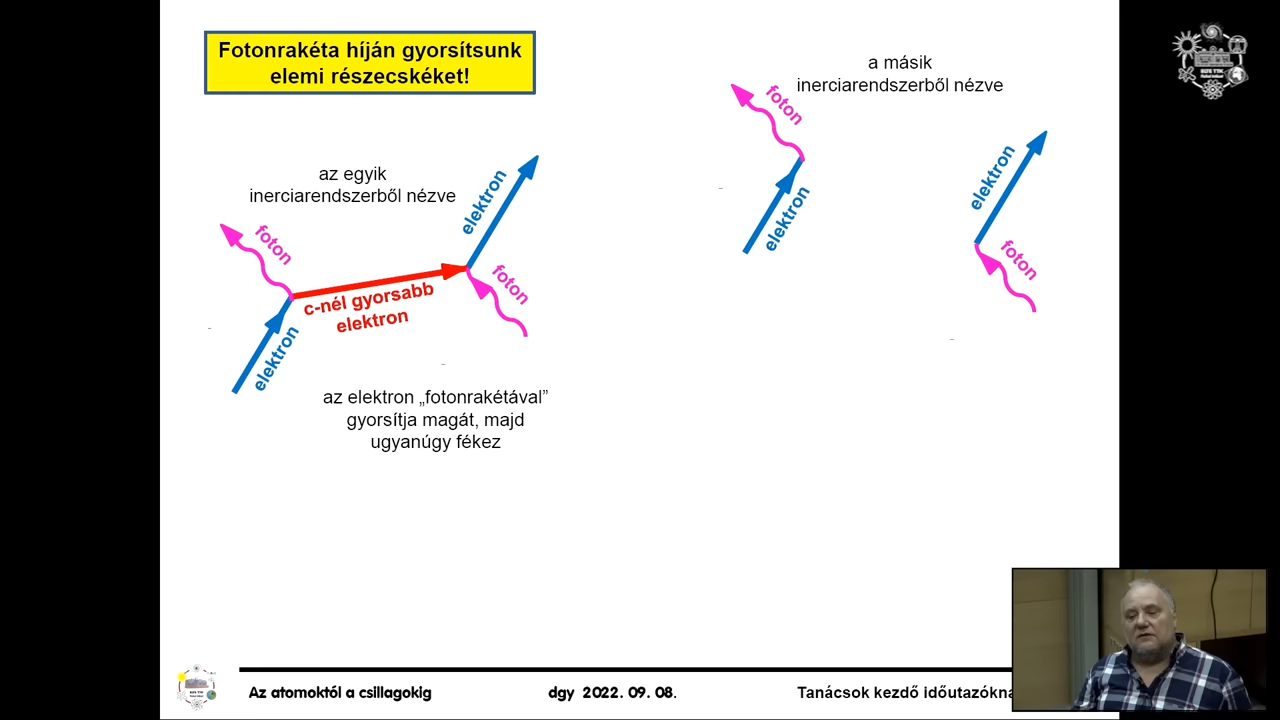 Fotonrakéta híján gyorsítsunk
elemi részecskéket!
az egyik
inerciarendszerből nézve
foton
elektron
c-nél gyorsabb
elektron
elektron
foton
az elektron „fotonrakétával”
gyorsítja magát, majd
ugyanúgy fékez
a másik
inerciarendszerből nézve
foton
elektron
elektron
foton
Az atomoktól a csillagokig
dgy 2022. 09. 08.
Tanácsok kezdő